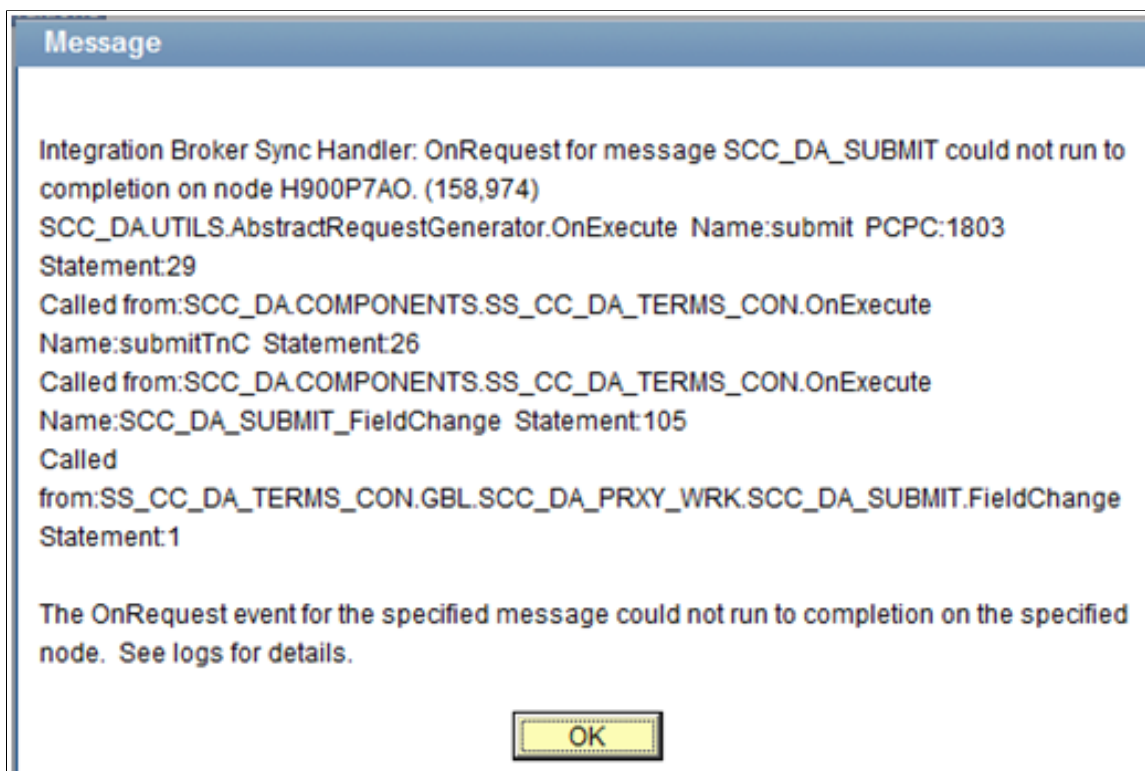 Message
Integration Broker Sync Handler: OnRequest for message SCC_DA_SUBMIT could not run to
completion on node H900P7AO. (158,974)
SCC_DA.UTILS.AbstractRequestGenerator.OnExecute  Name:submit  PCPC:1803
Statement:29
Called from:SCC_DA.COMPONENTS.SS_CC_DA_TERMS_CON.OnExecute
Name:submitTnC  Statement:26
Called from:SCC_DA.COMPONENTS.SS_CC_DA_TERMS_CON.OnExecute
Name:SCC_DA_SUBMIT_FieldChange  Statement:105
Called
from:SS_CC_DA_TERMS_CON.GBL.SCC_DA_PRXY_WRK.SCC_DA_SUBMIT.FieldChange
Statement:1
The OnRequest event for the specified message could not run to completion on the specified
node.  See logs for details.
OK